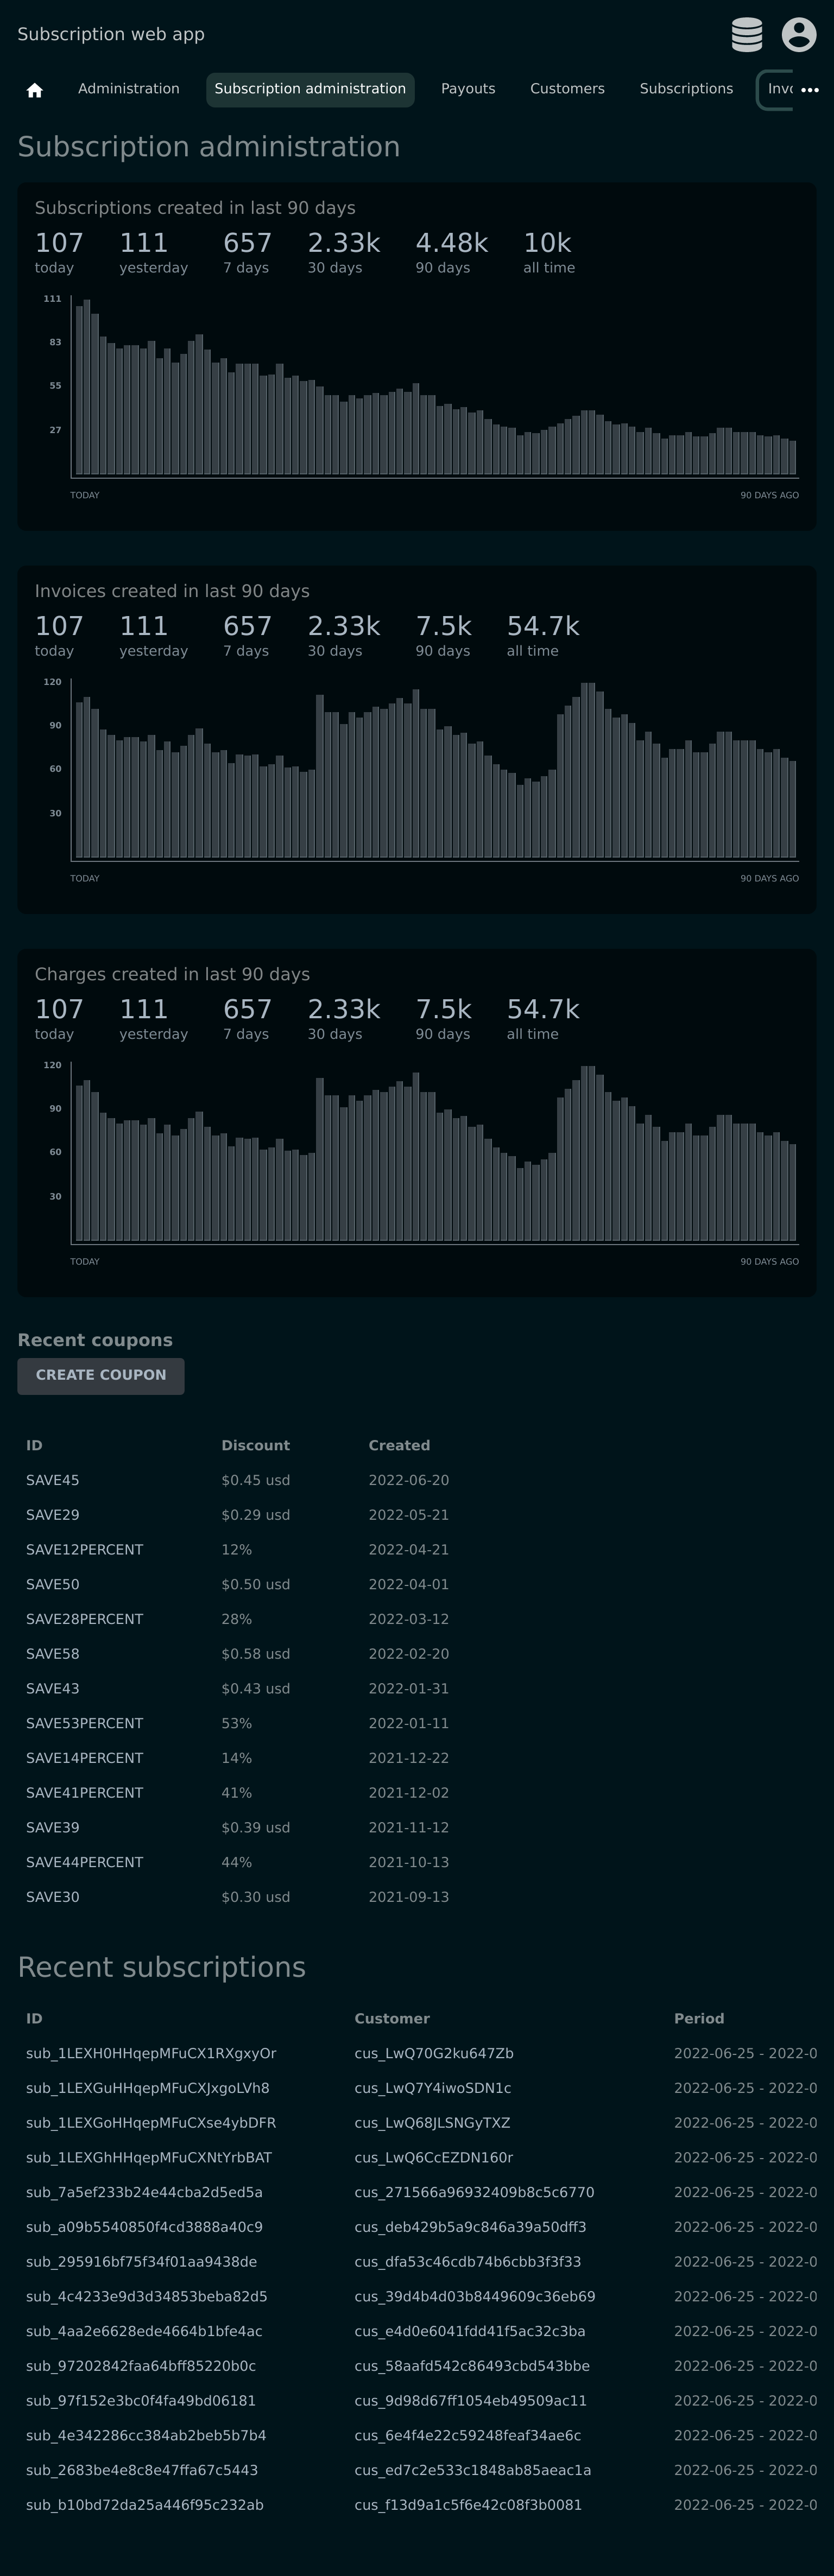 Subscription web app
Administration Subscription administration Payouts Customers Subscriptions Invo
Subscription administration
Subscriptions created in last 90 days
107 111 657 2.33k 4.48k 10k
today yesterday 7 days 30 days 90 days all time
111
83
55
27
TODAY 90 DAYS AGO
Invoices created in last 90 days
107 111 657 2.33k 7.5k 54.7k
today yesterday 7 days 30 days 90 days all time
120
90
60
30
TODAY 90 DAYS AGO
Charges created in last 90 days
107 111 657 2.33k 7.5k 54.7k
today yesterday 7 days 30 days 90 days all time
120
90
60
30
TODAY 90 DAYS AGO
Recent coupons
CREATE COUPON
ID Discount Created
SAVE45 $0.45 usd 2022-06-20
SAVE29 $0.29 usd 2022-05-21
SAVE12PERCENT 12% 2022-04-21
SAVE50 $0.50 usd 2022-04-01
SAVE28PERCENT 28% 2022-03-12
SAVE58 $0.58 usd 2022-02-20
SAVE43 $0.43 usd 2022-01-31
SAVE53PERCENT 53% 2022-01-11
SAVE14PERCENT 14% 2021-12-22
SAVE41PERCENT 41% 2021-12-02
SAVE39 $0.39 usd 2021-11-12
SAVE44PERCENT 44% 2021-10-13
SAVE30 $0.30 usd 2021-09-13
Recent subscriptions
ID Customer Period
sub_1LEXH0HHqepMFuCX1RXgxyOr cus_LwQ70G2ku647Zb 2022-06-25 - 2022-0
sub_1LEXGuHHqepMFuCXJxgoLVh8 cus_LwQ7Y4iwoSDN1c 2022-06-25 - 2022-0
sub_1LEXGoHHqepMFuCXse4ybDFR cus_LwQ68JLSNGyTXZ 2022-06-25 - 2022-0
sub_1LEXGhHHqepMFuCXNtYrbBAT cus_LwQ6CcEZDN160r 2022-06-25 - 2022-0
sub_7a5ef233b24e44cba2d5ed5a cus_271566a96932409b8c5c6770 2022-06-25 - 2022-0
sub_a09b5540850f4cd3888a40c9 cus_deb429b5a9c846a39a50dff3 2022-06-25 - 2022-0
sub_295916bf75f34f01aa9438de cus_dfa53c46cdb74b6cbb3f3f33 2022-06-25 - 2022-0
sub_4c4233e9d3d34853beba82d5 cus_39d4b4d03b8449609c36eb69 2022-06-25 - 2022-0
sub_4aa2e6628ede4664b1bfe4ac cus_e4d0e6041fdd41f5ac32c3ba 2022-06-25 - 2022-0
sub_97202842faa64bff85220b0c cus_58aafd542c86493cbd543bbe 2022-06-25 - 2022-0
sub_97f152e3bc0f4fa49bd06181 cus_9d98d67ff1054eb49509ac11 2022-06-25 - 2022-0
sub_4e342286cc384ab2beb5b7b4 cus_6e4f4e22c59248feaf34ae6c 2022-06-25 - 2022-0
sub_2683be4e8c8e47ffa67c5443 cus_ed7c2e533c1848ab85aeac1a 2022-06-25 - 2022-0
sub_b10bd72da25a446f95c232ab cus_f13d9a1c5f6e42c08f3b0081 2022-06-25 - 2022-0